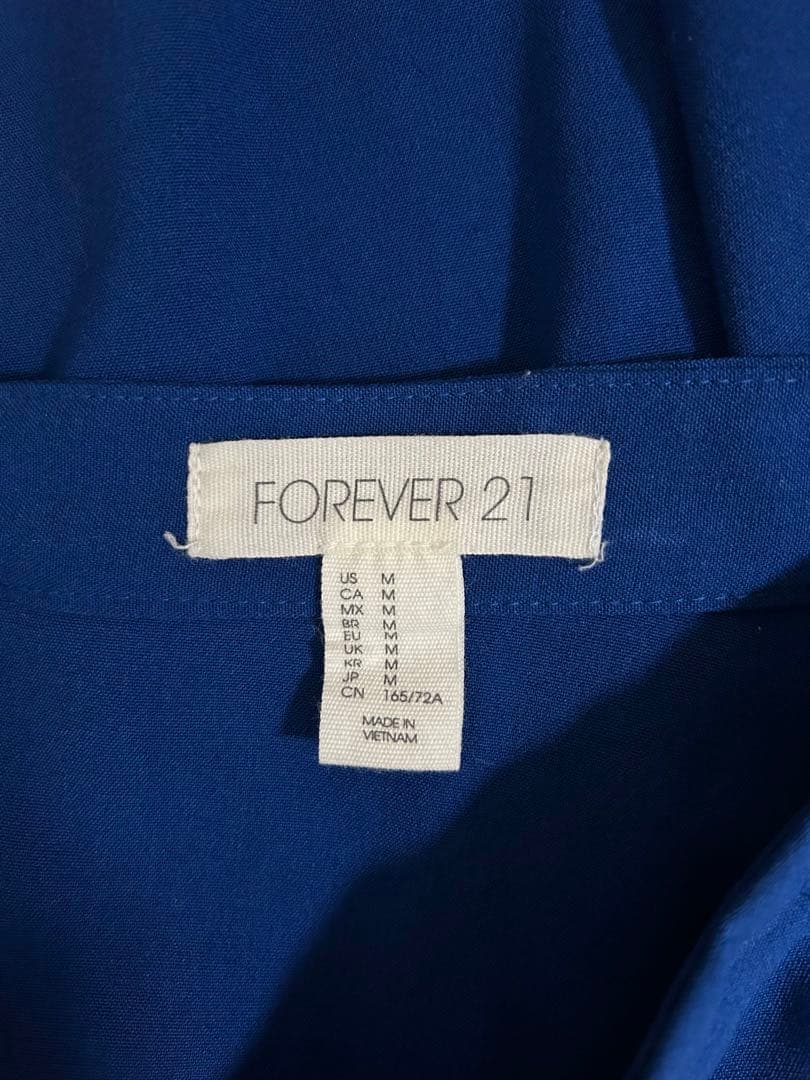 FOREVER 21
US M
CA M
MX M
BR M
EU M
UK M
KR M
JP M
CN 165/72A
MADE IN
VIETNAM